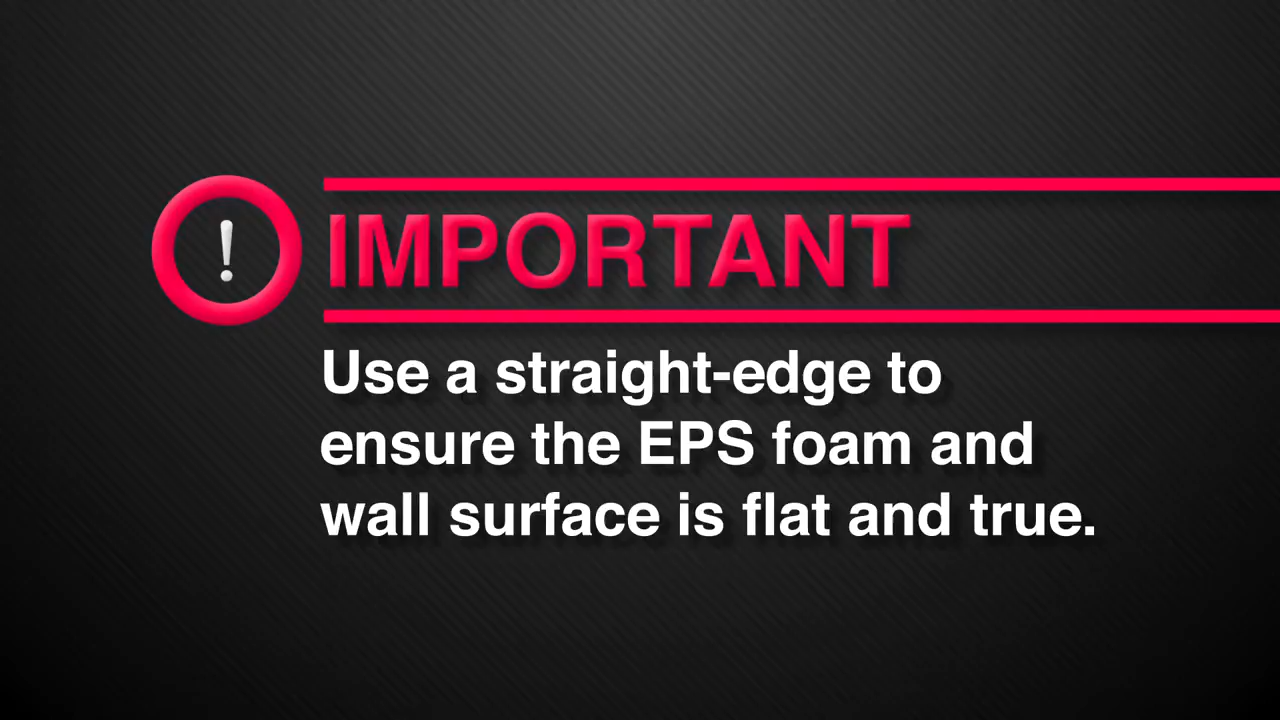 !
IMPORTANT
Use a straight-edge to
ensure the EPS foam and
wall surface is flat and true.